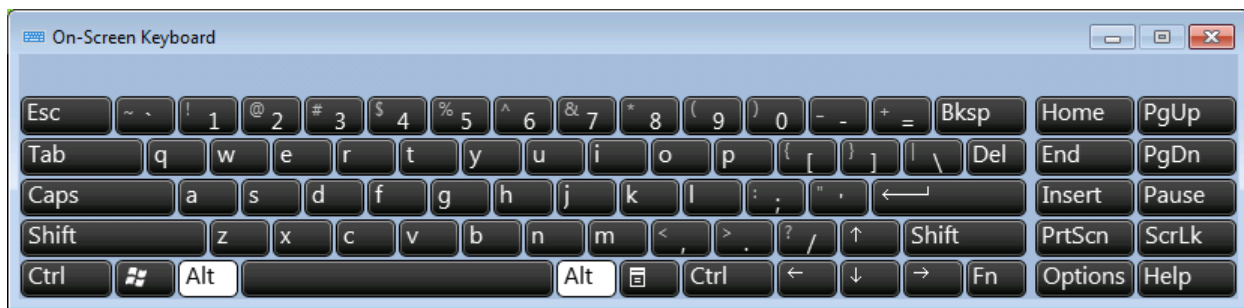 On-Screen Keyboard
Esc ~ ` ! 1 @ 2 # 3 $ 4 % 5 ^ 6 & 7 * 8 ( 9 ) 0 _ - + = Bksp Home PgUp
Tab q w e r t y u i o p { [ } ] | \ Del End PgDn
Caps a s d f g h j k l : ; " ' Insert Pause
Shift z x c v b n m < , > . ? / ↑ Shift PrtScn ScrLk
Ctrl Alt Alt Ctrl ← ↓ → Fn Options Help